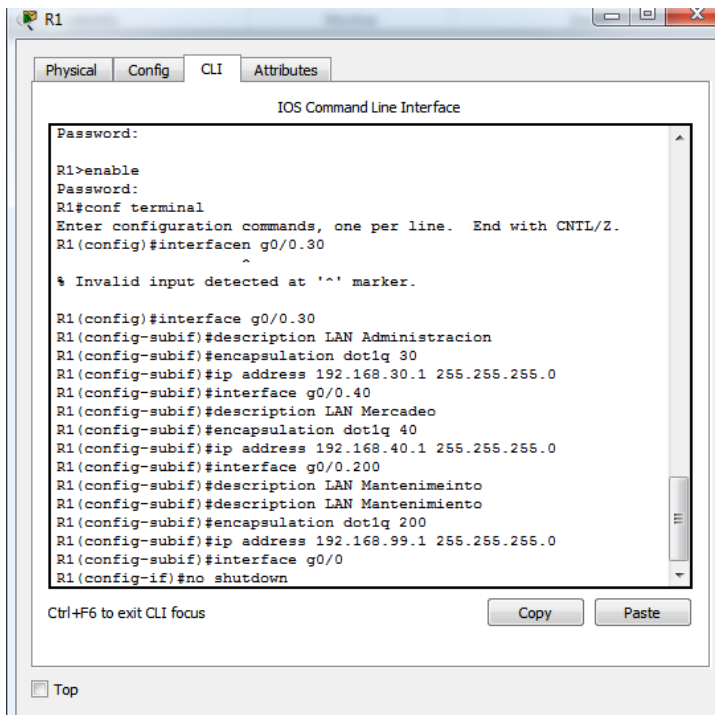 R1
Physical Config CLI Attributes
IOS Command Line Interface
Password:
R1>enable
Password:
R1#conf terminal
Enter configuration commands, one per line.  End with CNTL/Z.
R1(config)#interfacen g0/0.30
^
% Invalid input detected at '^' marker.
R1(config)#interface g0/0.30
R1(config-subif)#description LAN Administracion
R1(config-subif)#encapsulation dot1q 30
R1(config-subif)#ip address 192.168.30.1 255.255.255.0
R1(config-subif)#interface g0/0.40
R1(config-subif)#description LAN Mercadeo
R1(config-subif)#encapsulation dot1q 40
R1(config-subif)#ip address 192.168.40.1 255.255.255.0
R1(config-subif)#interface g0/0.200
R1(config-subif)#description LAN Mantenimeinto
R1(config-subif)#description LAN Mantenimiento
R1(config-subif)#encapsulation dot1q 200
R1(config-subif)#ip address 192.168.99.1 255.255.255.0
R1(config-subif)#interface g0/0
R1(config-if)#no shutdown
Ctrl+F6 to exit CLI focus Copy Paste
Top